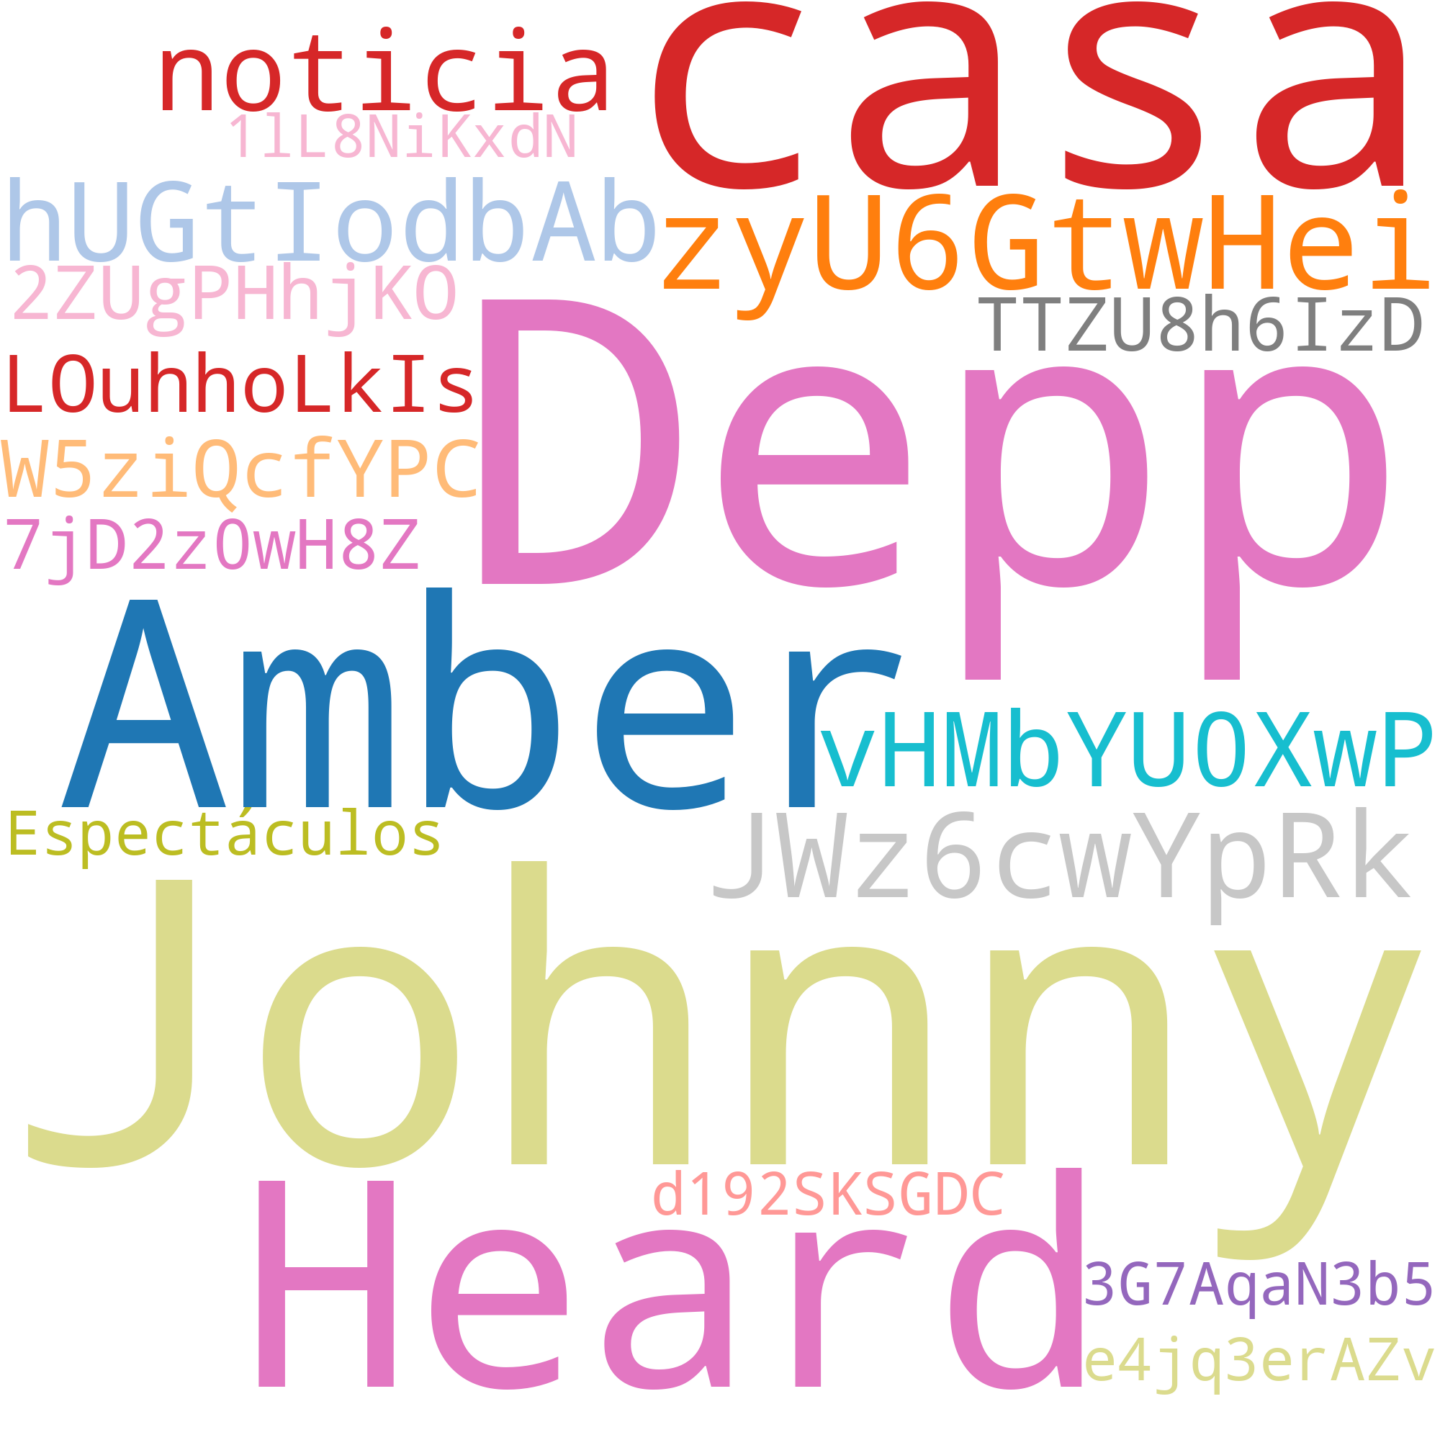 casa
noticia
1lL8NiKxdN
hUGtIodbAb
zyU6GtwHei
2ZUgPHhjKO
TTZU8h6IzD
Depp
LOuhhoLkIs
W5ziQcfYPC
7jD2zOwH8Z
Amber
vHMbYU0XwP
Espectáculos
JWz6cwYpRk
Johnny
d192SKSGDC
Heard
3G7AqaN3b5
e4jq3erAZv